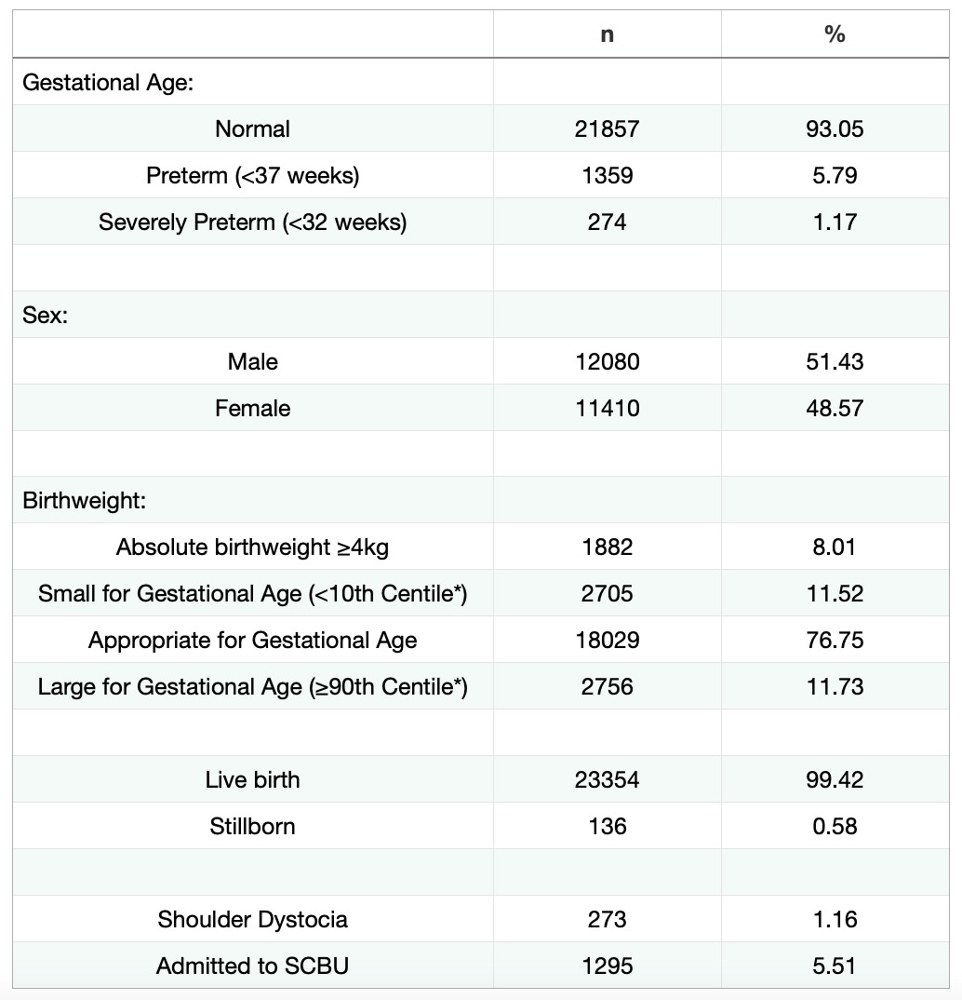 n %
Gestational Age:
Normal 21857 93.05
Preterm (<37 weeks) 1359 5.79
Severely Preterm (<32 weeks) 274 1.17
Sex:
Male 12080 51.43
Female 11410 48.57
Birthweight:
Absolute birthweight ≥4kg 1882 8.01
Small for Gestational Age (<10th Centile*) 2705 11.52
Appropriate for Gestational Age 18029 76.75
Large for Gestational Age (≥90th Centile*) 2756 11.73
Live birth 23354 99.42
Stillborn 136 0.58
Shoulder Dystocia 273 1.16
Admitted to SCBU 1295 5.51